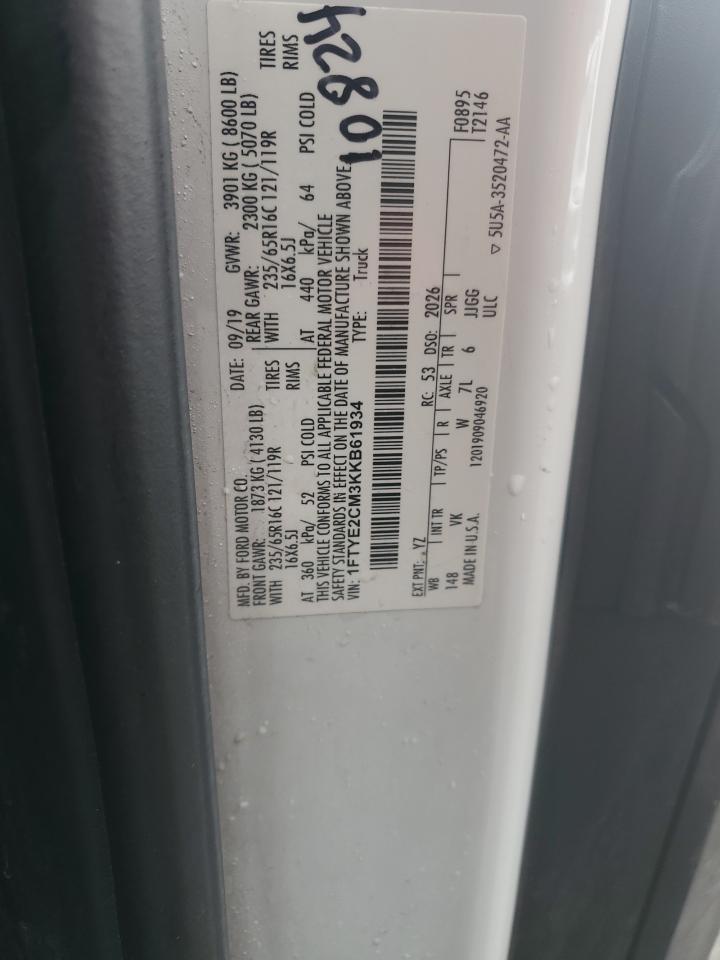 MFD. BY FORD MOTOR CO.
DATE: 09/19
GVWR: 3901 KG ( 8600 LB)
FRONT GAWR: 1873 KG ( 4130 LB)
REAR GAWR: 2300 KG ( 5070 LB)
WITH 235/65R16C 121/119R TIRES
WITH 235/65R16C 121/119R TIRES
16X6.5J RIMS
16X6.5J RIMS
AT 360 kPa/ 52 PSI COLD
AT 440 kPa/ 64 PSI COLD
THIS VEHICLE CONFORMS TO ALL APPLICABLE FEDERAL MOTOR VEHICLE
SAFETY STANDARDS IN EFFECT ON THE DATE OF MANUFACTURE SHOWN ABOVE.
VIN: 1FTYE2CM3KKB61934
TYPE: Truck
10824
EXT PNT: YZ
RC: 53 DSO: 2026
F0895
T2146
WB | INT TR | TP/PS | R | AXLE | TR | SPR
148 VK W 7L 6 JJGG
ULC
MADE IN U.S.A.
1201909046920
▽ 5U5A-3520472-AA